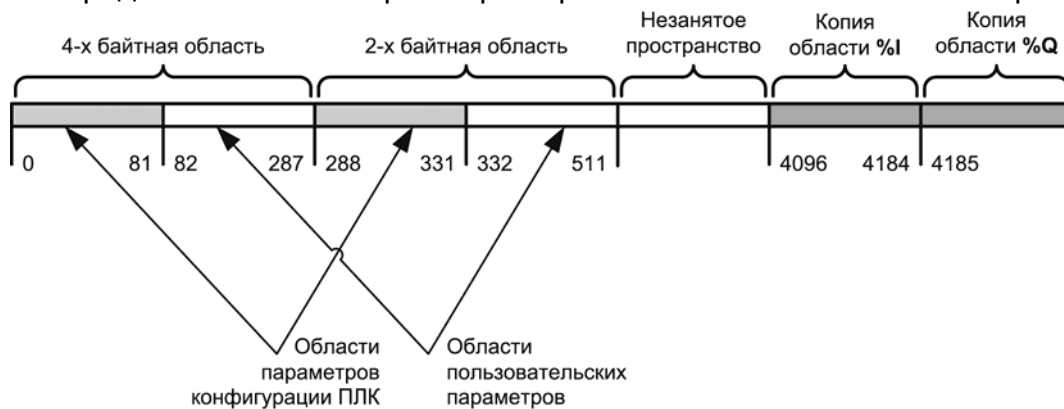 4-х байтная область
2-х байтная область
Незанятое
пространство
Копия
области %I
Копия
области %Q
0
81
82
287
288
331
332
511
4096
4184
4185
Области
параметров
конфигурации ПЛК
Области
пользовательских
параметров